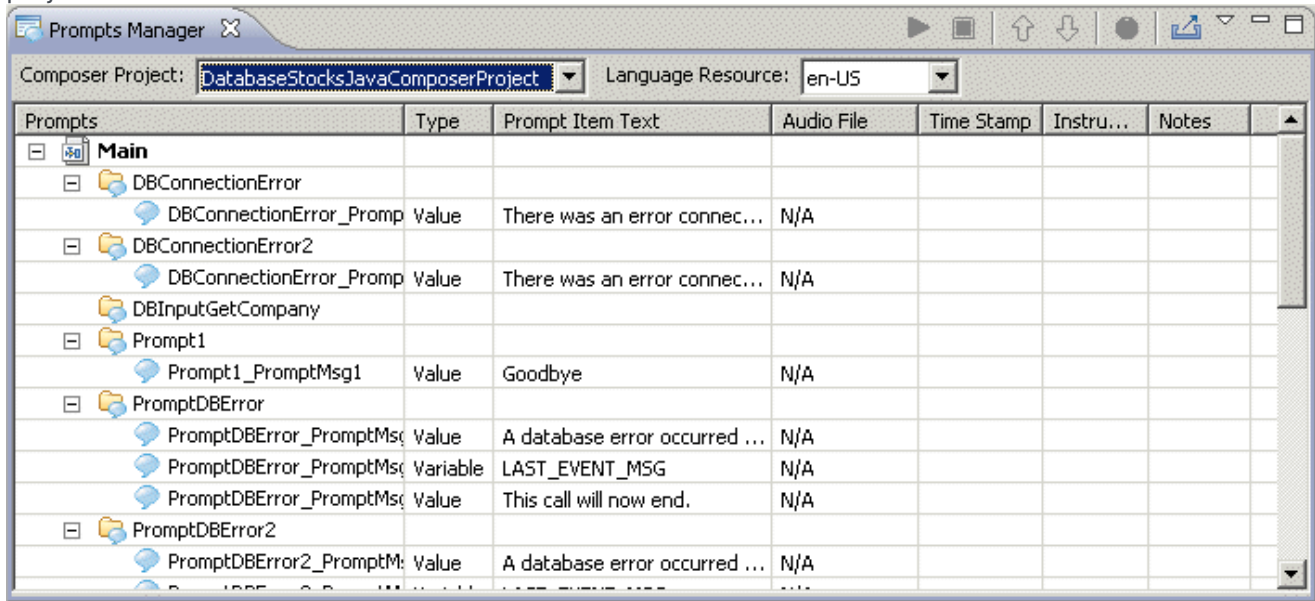 Prompts Manager
Composer Project: DatabaseStocksJavaComposerProject Language Resource: en-US
Prompts Type Prompt Item Text Audio File Time Stamp Instru... Notes
Main
DBConnectionError
DBConnectionError_Promp Value There was an error connec... N/A
DBConnectionError2
DBConnectionError_Promp Value There was an error connec... N/A
DBInputGetCompany
Prompt1
Prompt1_PromptMsg1 Value Goodbye N/A
PromptDBError
PromptDBError_PromptMsg Value A database error occurred ... N/A
PromptDBError_PromptMsg Variable LAST_EVENT_MSG N/A
PromptDBError_PromptMsg Value This call will now end. N/A
PromptDBError2
PromptDBError2_PromptM Value A database error occurred ... N/A